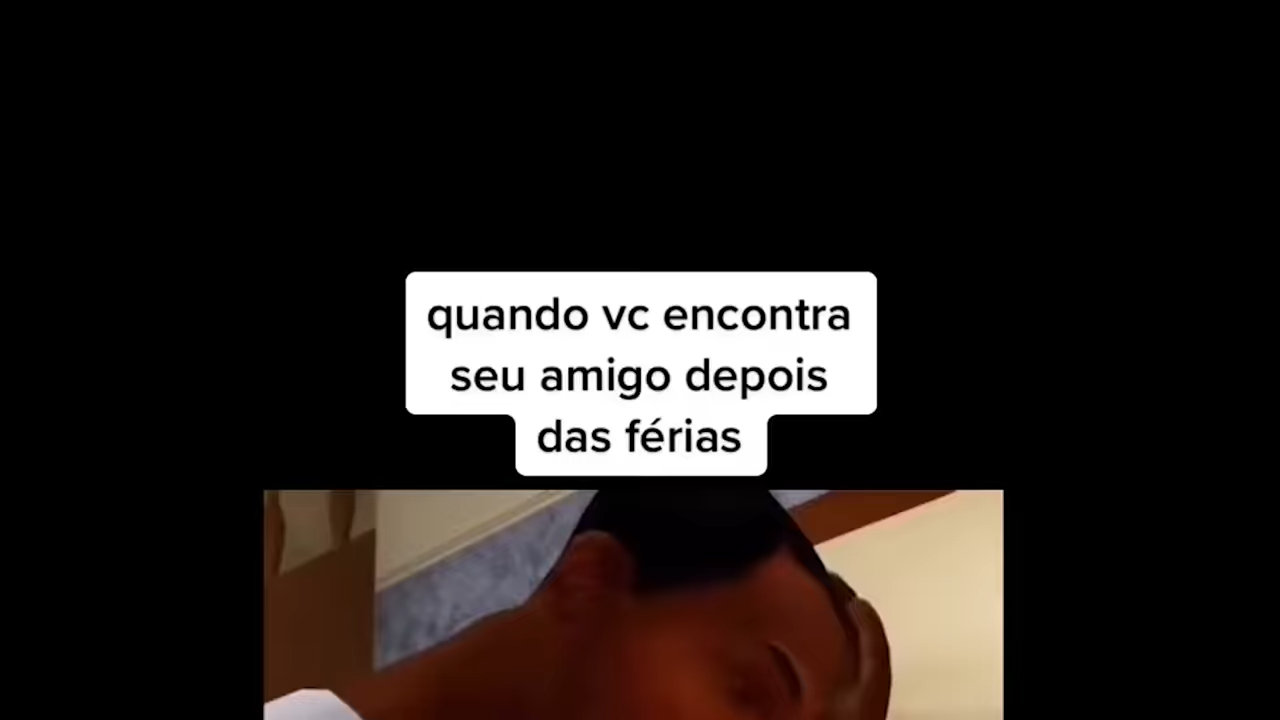 quando vc encontra
seu amigo depois
das férias